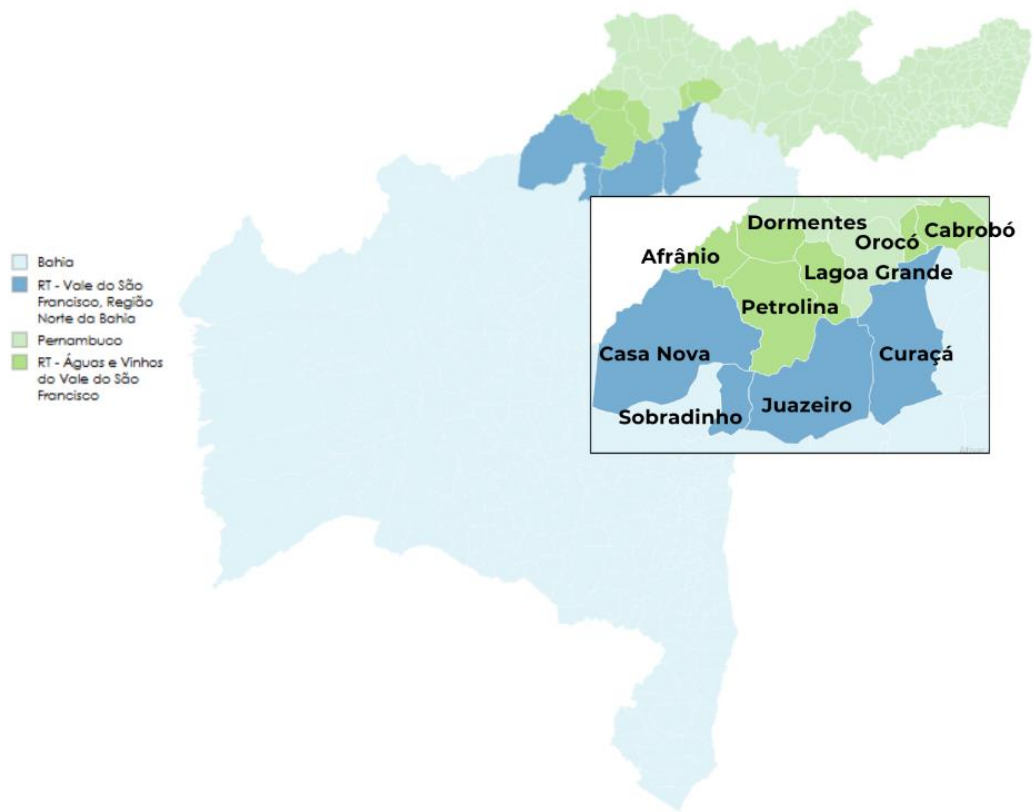 Bahia
RT - Vale do São
Francisco, Região
Norte da Bahia
Pernambuco
RT - Águas e Vinhos
do Vale do São
Francisco
Dormentes
Cabrobó
Orocó
Afrânio
Lagoa Grande
Petrolina
Casa Nova
Curaçá
Juazeiro
Sobradinho